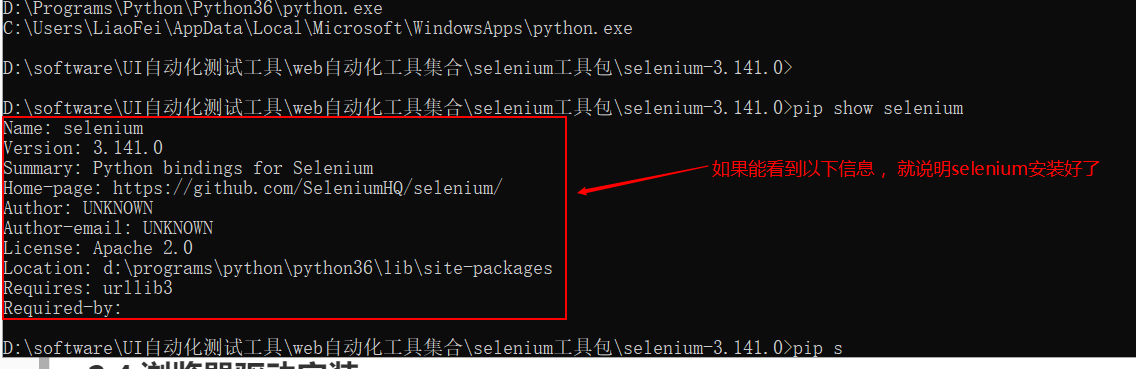 D:\Programs\Python\Python36\python.exe
C:\Users\LiaoFei\AppData\Local\Microsoft\WindowsApps\python.exe
D:\software\UI自动化测试工具\web自动化工具集合\selenium工具包\selenium-3.141.0>
D:\software\UI自动化测试工具\web自动化工具集合\selenium工具包\selenium-3.141.0>pip show selenium
Name: selenium
Version: 3.141.0
Summary: Python bindings for Selenium
Home-page: https://github.com/SeleniumHQ/selenium/
如果能看到以下信息，就说明selenium安装好了
Author: UNKNOWN
Author-email: UNKNOWN
License: Apache 2.0
Location: d:\programs\python\python36\lib\site-packages
Requires: urllib3
Required-by:
D:\software\UI自动化测试工具\web自动化工具集合\selenium工具包\selenium-3.141.0>pip s
2.4 浏览器驱动安装